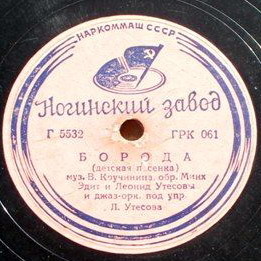 НАРКОММАШ СССР
Ногинский завод
Г 5532 ГРК 061
БОРОДА
(детская песенка)
муз. В. Кручинина, обр. Минх
Эдит и Леонид Утесовы
и джаз-орк. под упр.
Л. Утесова